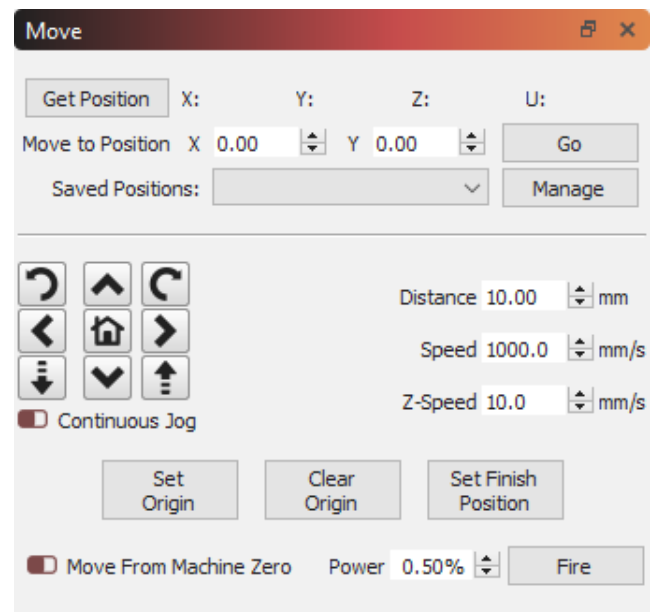 Move
Get Position X: Y: Z: U:
Move to Position X 0.00 Y 0.00 Go
Saved Positions: Manage
Distance 10.00 mm
Speed 1000.0 mm/s
Z-Speed 10.0 mm/s
Continuous Jog
Set Clear Set Finish
Origin Origin Position
Move From Machine Zero Power 0.50% Fire